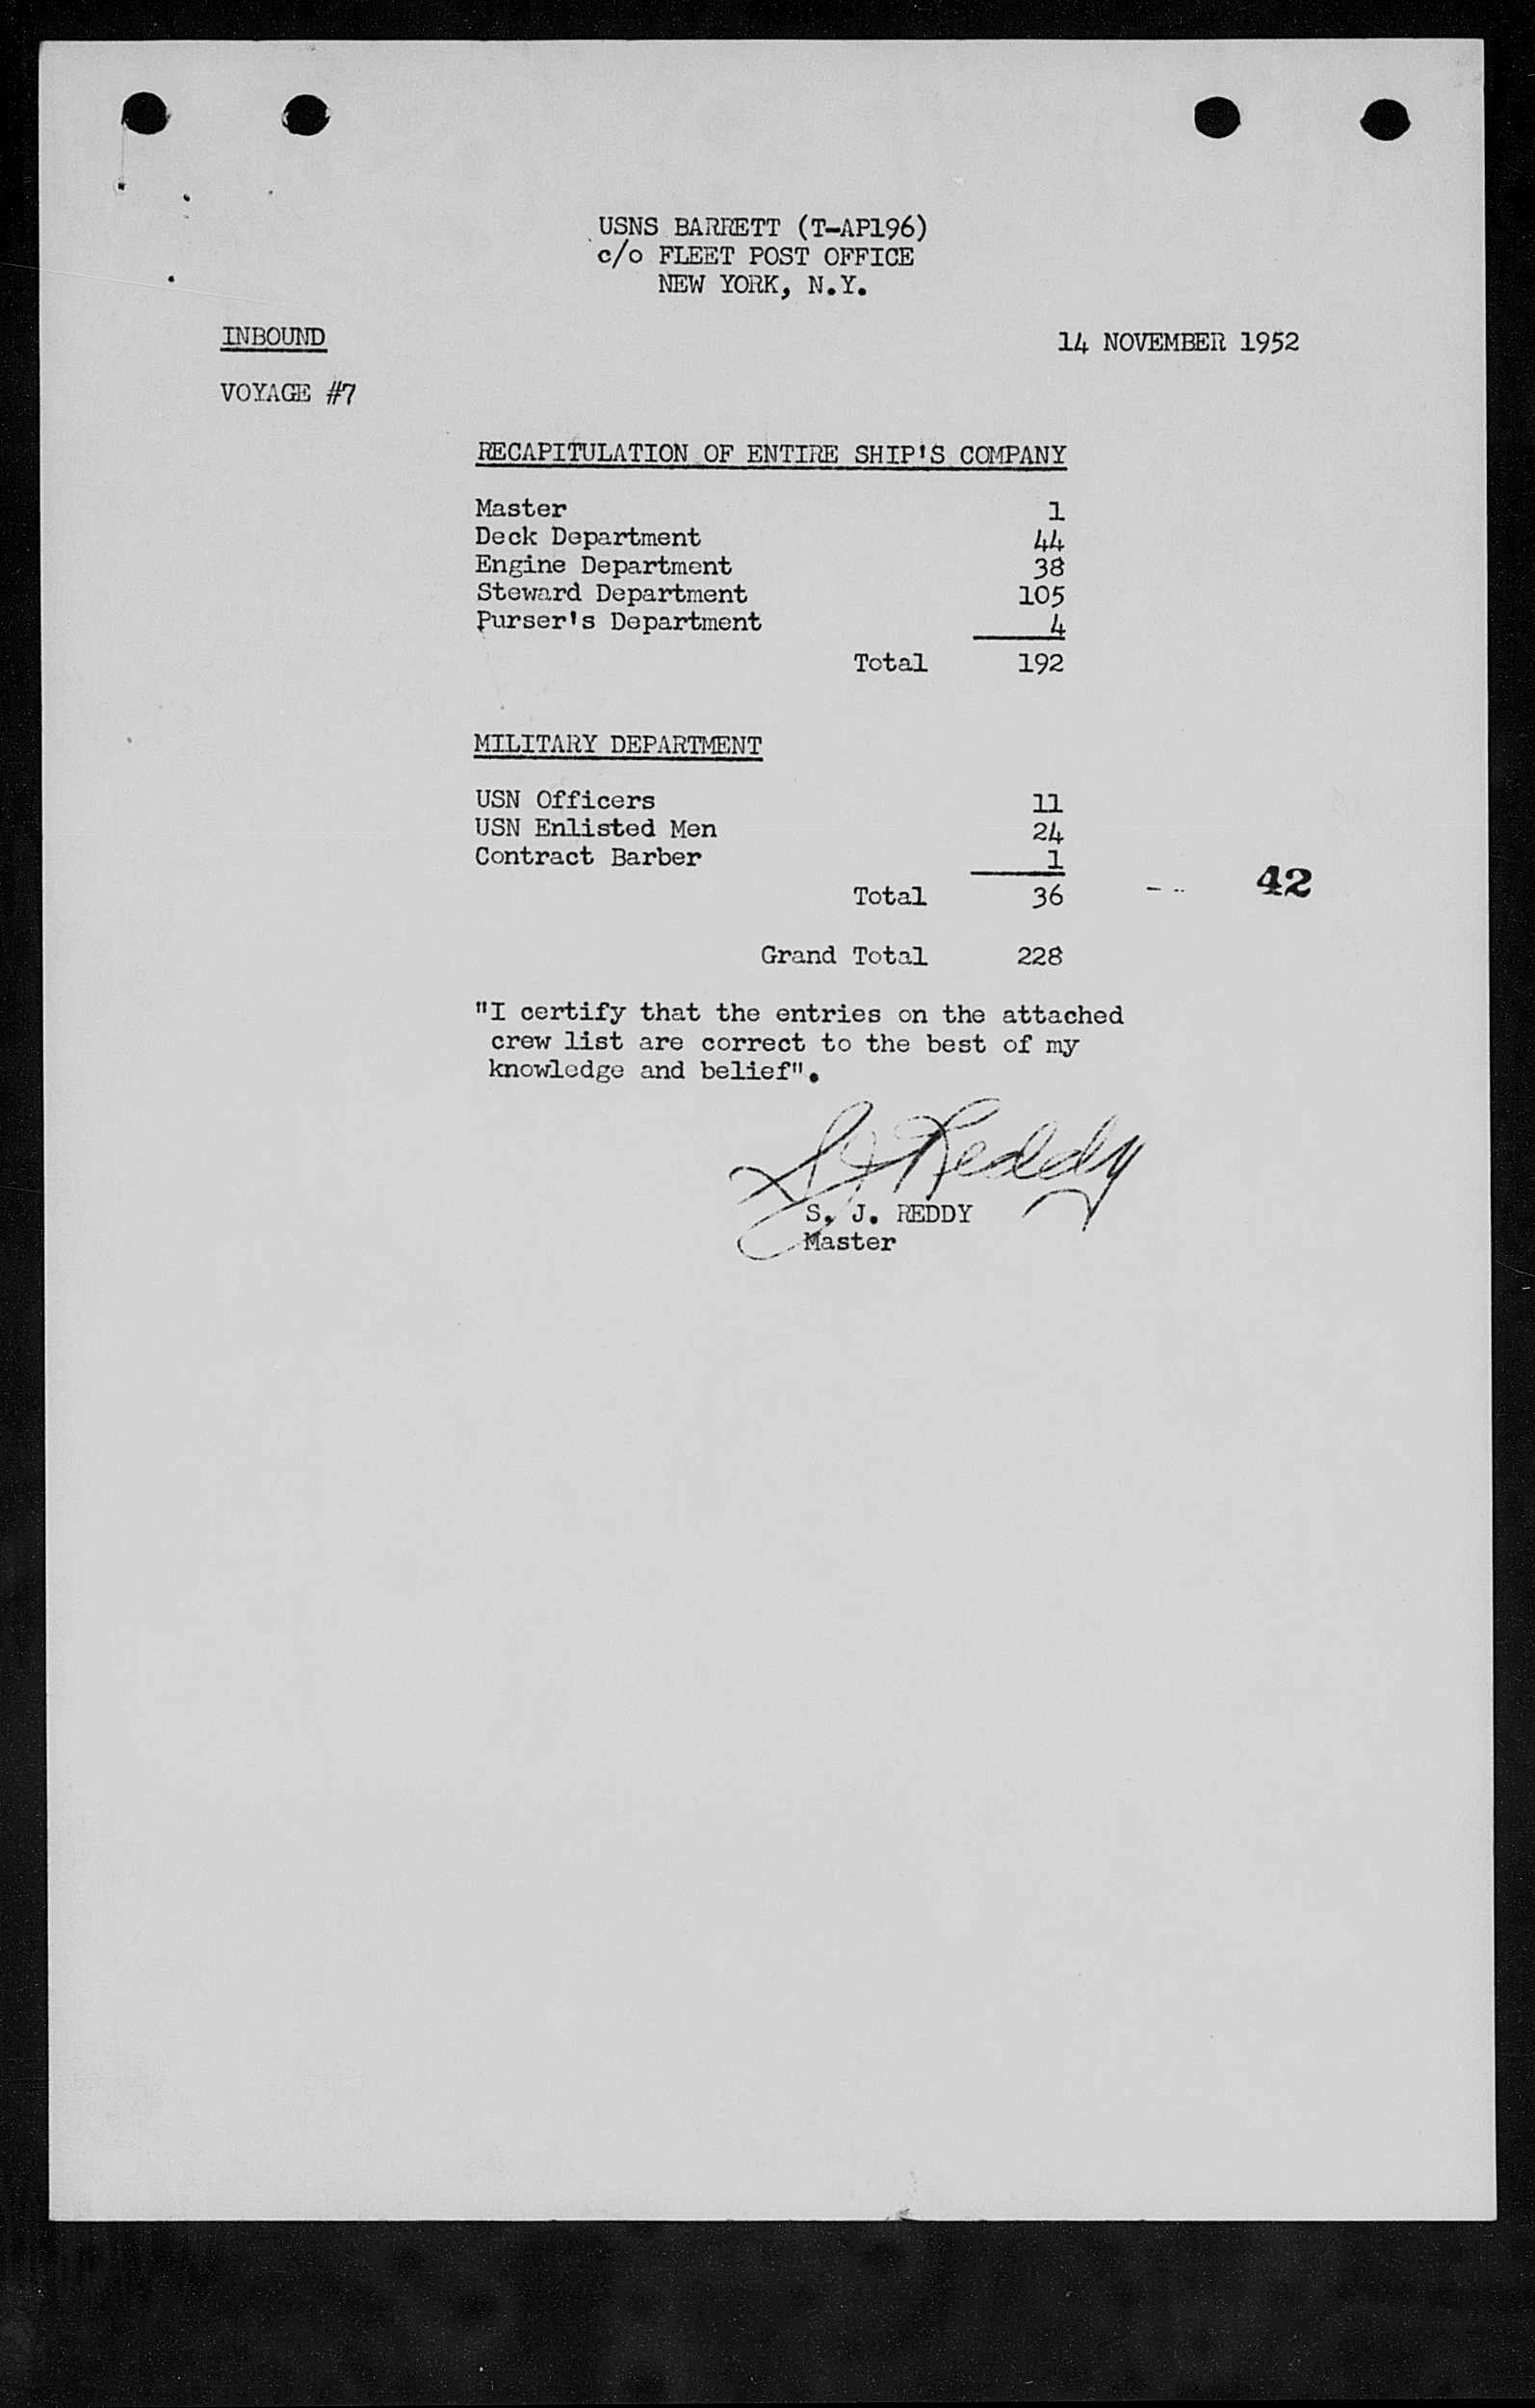 USNS BARRETT (T-AP196)
c/o FLEET POST OFFICE
NEW YORK, N.Y.
INBOUND
14 NOVEMBER 1952
VOYAGE #7
RECAPITULATION OF ENTIRE SHIP'S COMPANY
Master 1
Deck Department 44
Engine Department 38
Steward Department 105
Purser's Department 4
Total 192
MILITARY DEPARTMENT
USN Officers 11
USN Enlisted Men 24
Contract Barber 1
Total 36
42
Grand Total 228
"I certify that the entries on the attached
crew list are correct to the best of my
knowledge and belief".
S J Reddy
S. J. REDDY
Master